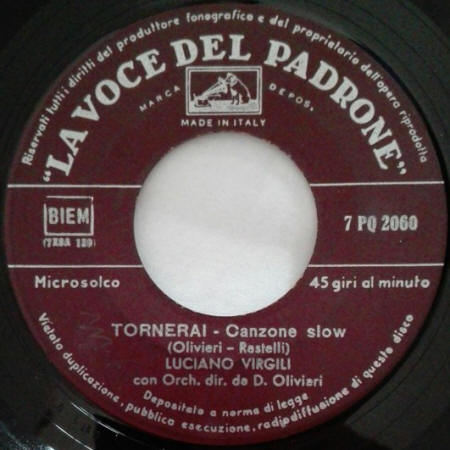 Riservati tutti i diritti del produttore fonografico e del proprietario dell'opera riprodotta
"LA VOCE DEL PADRONE"
MARCA DEPOS.
MADE IN ITALY
BIEM
7 PQ 2060
Microsolco
45 giri al minuto
TORNERAI - Canzone slow
(Olivieri - Rastelli)
LUCIANO VIRGILI
con Orch. dir. da D. Olivieri
Depositato a norma di legge
Vietata duplicazione, pubblica esecuzione, radiodiffusione di questo disco